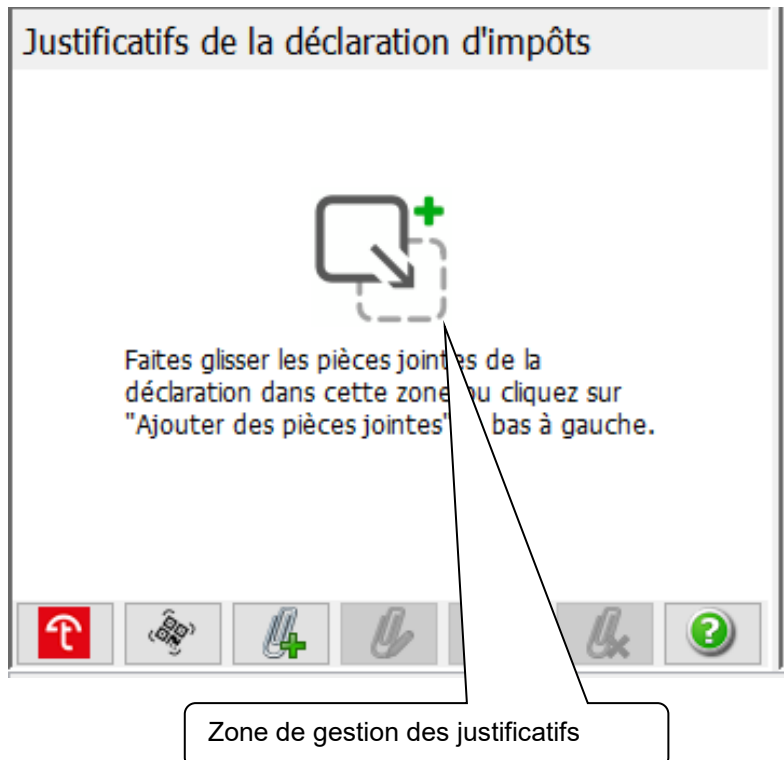 Justificatifs de la déclaration d'impôts
Faites glisser les pièces jointes de la
déclaration dans cette zone ou cliquez sur
"Ajouter des pièces jointes" bas à gauche.
Zone de gestion des justificatifs